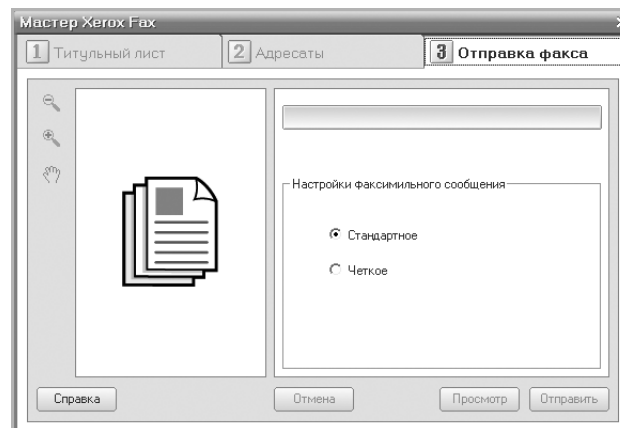 Мастер Xerox Fax
1 Титульный лист
2 Адресаты
3 Отправка факса
Настройки факсимильного сообщения
Стандартное
Четкое
Справка
Отмена
Просмотр
Отправить